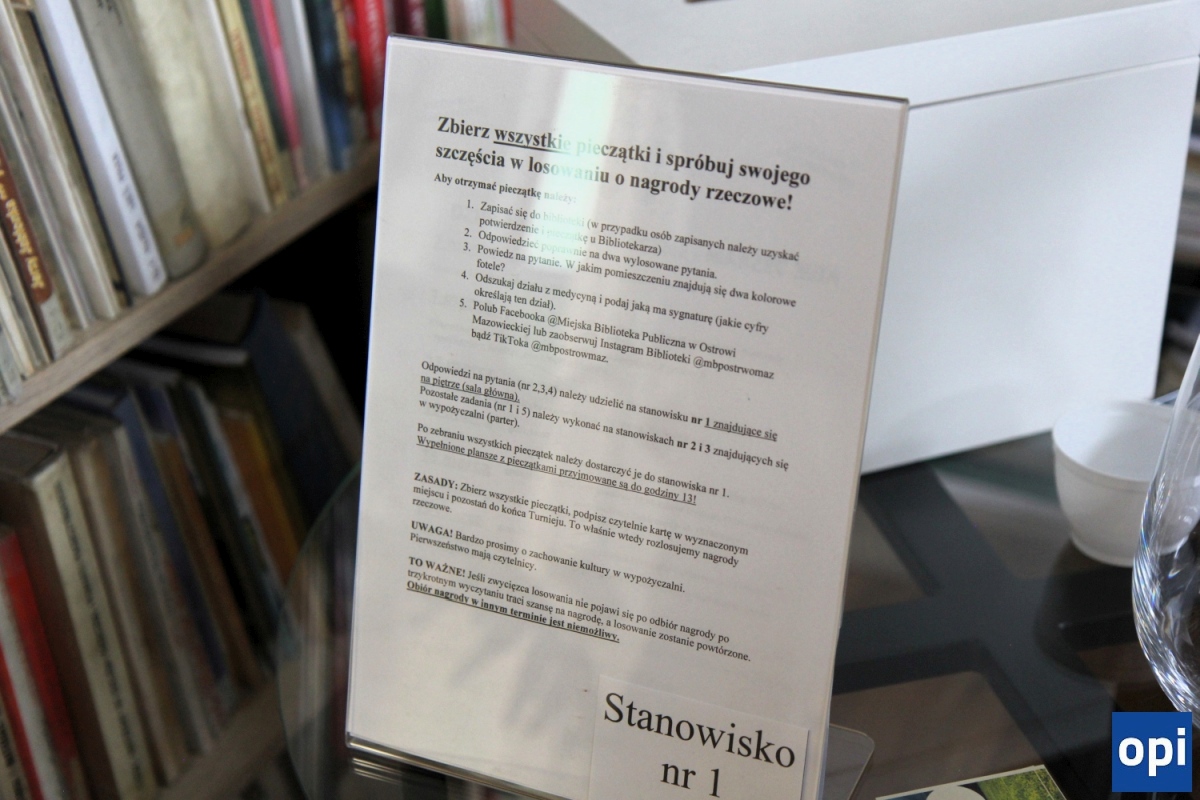 Zbierz wszystkie pieczątki i spróbuj swojego
szczęścia w losowaniu o nagrody rzeczowe!
Aby otrzymać pieczątkę należy:
1. Zapisać się do biblioteki (w przypadku osób zapisanych należy uzyskać
potwierdzenie i pieczątkę u Bibliotekarza)
2. Odpowiedzieć poprawnie na dwa wylosowane pytania.
3. Powiedz na pytanie. W jakim pomieszczeniu znajdują się dwa kolorowe
fotele?
4. Odszukaj działu z medycyną i podaj jaką ma sygnaturę (jakie cyfry
określają ten dział).
5. Polub Facebooka @Miejska Biblioteka Publiczna w Ostrowi
Mazowieckiej lub zaobserwuj Instagram Biblioteki @mbpostrwomaz
bądź TikToka @mbpostrowmaz.
Odpowiedzi na pytania (nr 2,3,4) należy udzielić na stanowisku nr 1 znajdujące się
na piętrze (sala główna).
Pozostałe zadania (nr 1 i 5) należy wykonać na stanowiskach nr 2 i 3 znajdujących się
w wypożyczalni (parter).
Po zebraniu wszystkich pieczątek należy dostarczyć je do stanowiska nr 1.
Wypełnione plansze z pieczątkami przyjmowane są do godziny 13!
ZASADY: Zbierz wszystkie pieczątki, podpisz czytelnie kartę w wyznaczonym
miejscu i pozostań do końca Turnieju. To właśnie wtedy rozlosujemy nagrody
rzeczowe.
UWAGA! Bardzo prosimy o zachowanie kultury w wypożyczalni.
Pierwszeństwo mają czytelnicy.
TO WAŻNE! Jeśli zwycięzca losowania nie pojawi się po odbiór nagrody po
trzykrotnym wyczytaniu traci szansę na nagrodę, a losowanie zostanie powtórzone.
Obiór nagrody w innym terminie jest niemożliwy.
Stanowisko
nr 1
opi